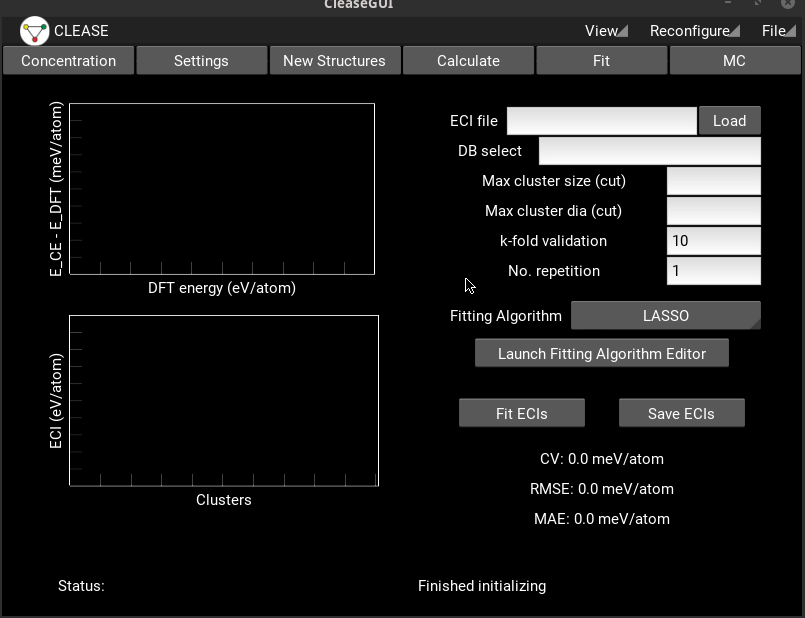 CleaseGUI
CLEASE View Reconfigure File
Concentration Settings New Structures Calculate Fit MC
E_CE - E_DFT (meV/atom)
DFT energy (eV/atom)
ECI (eV/atom)
Clusters
ECI file Load
DB select
Max cluster size (cut)
Max cluster dia (cut)
k-fold validation 10
No. repetition 1
Fitting Algorithm LASSO
Launch Fitting Algorithm Editor
Fit ECIs Save ECIs
CV: 0.0 meV/atom
RMSE: 0.0 meV/atom
MAE: 0.0 meV/atom
Status: Finished initializing